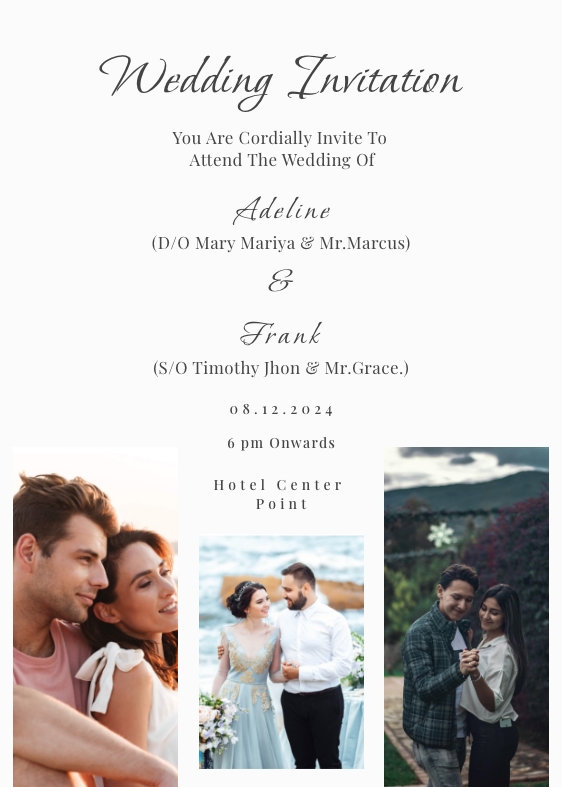 Wedding Invitation
You Are Cordially Invite To
Attend The Wedding Of
Adeline
(D/O Mary Mariya & Mr.Marcus)
&
Frank
(S/O Timothy Jhon & Mr.Grace.)
08.12.2024
6 pm Onwards
Hotel Center
Point